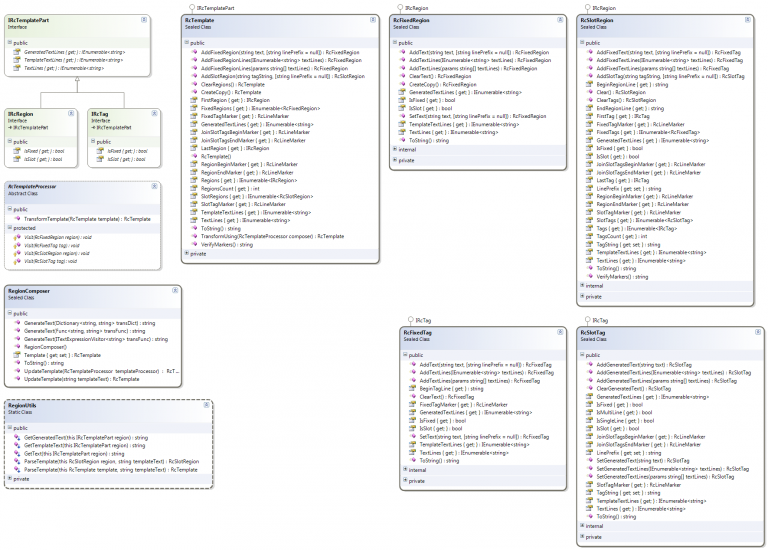 IRcTemplatePart
Interface
public
GeneratedTextLines { get; } : IEnumerable<string>
TemplateTextLines { get; } : IEnumerable<string>
TextLines { get; } : IEnumerable<string>
IRcRegion
Interface
IRcTemplatePart
public
IsFixed { get; } : bool
IsSlot { get; } : bool
IRcTag
Interface
IRcTemplatePart
public
IsFixed { get; } : bool
IsSlot { get; } : bool
RcTemplateProcessor
Abstract Class
public
TransformTemplate(RcTemplate template) : RcTemplate
protected
Visit(RcFixedRegion region) : void
Visit(RcFixedTag tag) : void
Visit(RcSlotRegion region) : void
Visit(RcSlotTag tag) : void
RegionComposer
Sealed Class
public
GenerateText(Dictionary<string, string> transDict) : string
GenerateText(Func<string, string> transFunc) : string
GenerateText(ITextExpressionVisitor<string> transFunc) : string
RegionComposer()
Template { get; set; } : RcTemplate
ToString() : string
UpdateTemplate(RcTemplateProcessor templateProcessor) : RcT...
UpdateTemplate(string templateText) : RcTemplate
RegionUtils
Static Class
public
GetGeneratedText(this IRcTemplatePart region) : string
GetTemplateText(this IRcTemplatePart region) : string
GetText(this IRcTemplatePart region) : string
ParseTemplate(this RcSlotRegion region, string templateText) : RcSlotRegion
ParseTemplate(this RcTemplate template, string templateText) : RcTemplate
private
IRcTemplatePart
RcTemplate
Sealed Class
public
AddFixedRegion(string text, [string linePrefix = null]) : RcFixedRegion
AddFixedRegionLines(IEnumerable<string> textLines) : RcFixedRegion
AddFixedRegionLines(params string[] textLines) : RcFixedRegion
AddSlotRegion(string tagString, [string linePrefix = null]) : RcSlotRegion
ClearRegions() : RcTemplate
CreateCopy() : RcTemplate
FirstRegion { get; } : IRcRegion
FixedRegions { get; } : IEnumerable<RcFixedRegion>
FixedTagMarker { get; } : RcLineMarker
GeneratedTextLines { get; } : IEnumerable<string>
JoinSlotTagsBeginMarker { get; } : RcLineMarker
JoinSlotTagsEndMarker { get; } : RcLineMarker
LastRegion { get; } : IRcRegion
RcTemplate()
RegionBeginMarker { get; } : RcLineMarker
RegionEndMarker { get; } : RcLineMarker
Regions { get; } : IEnumerable<IRcRegion>
RegionsCount { get; } : int
SlotRegions { get; } : IEnumerable<RcSlotRegion>
SlotTagMarker { get; } : RcLineMarker
TemplateTextLines { get; } : IEnumerable<string>
TextLines { get; } : IEnumerable<string>
ToString() : string
TransformUsing(RcTemplateProcessor composer) : RcTemplate
VerifyMarkers() : string
private
IRcRegion
RcFixedRegion
Sealed Class
public
AddText(string text, [string linePrefix = null]) : RcFixedRegion
AddTextLines(IEnumerable<string> textLines) : RcFixedRegion
AddTextLines(params string[] textLines) : RcFixedRegion
ClearText() : RcFixedRegion
CreateCopy() : RcFixedRegion
GeneratedTextLines { get; } : IEnumerable<string>
IsFixed { get; } : bool
IsSlot { get; } : bool
SetText(string text, [string linePrefix = null]) : RcFixedRegion
TemplateTextLines { get; } : IEnumerable<string>
TextLines { get; } : IEnumerable<string>
ToString() : string
internal
private
IRcRegion
RcSlotRegion
Sealed Class
public
AddFixedText(string text, [string linePrefix = null]) : RcFixedTag
AddFixedTextLines(IEnumerable<string> textLines) : RcFixedTag
AddFixedTextLines(params string[] textLines) : RcFixedTag
AddSlotTag(string tagString, [string linePrefix = null]) : RcSlotTag
BeginRegionLine { get; } : string
Clear() : RcSlotRegion
ClearTags() : RcSlotRegion
EndRegionLine { get; } : string
FirstTag { get; } : IRcTag
FixedTagMarker { get; } : RcLineMarker
FixedTags { get; } : IEnumerable<RcFixedTag>
GeneratedTextLines { get; } : IEnumerable<string>
IsFixed { get; } : bool
IsSlot { get; } : bool
JoinSlotTagsBeginMarker { get; } : RcLineMarker
JoinSlotTagsEndMarker { get; } : RcLineMarker
LastTag { get; } : IRcTag
LinePrefix { get; set; } : string
RegionBeginMarker { get; } : RcLineMarker
RegionEndMarker { get; } : RcLineMarker
SlotTagMarker { get; } : RcLineMarker
SlotTags { get; } : IEnumerable<RcSlotTag>
Tags { get; } : IEnumerable<IRcTag>
TagsCount { get; } : int
TagString { get; set; } : string
TemplateTextLines { get; } : IEnumerable<string>
TextLines { get; } : IEnumerable<string>
ToString() : string
VerifyMarkers() : string
internal
private
IRcTag
RcFixedTag
Sealed Class
public
AddText(string text, [string linePrefix = null]) : RcFixedTag
AddTextLines(IEnumerable<string> textLines) : RcFixedTag
AddTextLines(params string[] textLines) : RcFixedTag
BeginTagLine { get; } : string
ClearText() : RcFixedTag
FixedTagMarker { get; } : RcLineMarker
GeneratedTextLines { get; } : IEnumerable<string>
IsFixed { get; } : bool
IsSlot { get; } : bool
SetText(string text, [string linePrefix = null]) : RcFixedTag
TemplateTextLines { get; } : IEnumerable<string>
TextLines { get; } : IEnumerable<string>
ToString() : string
internal
private
IRcTag
RcSlotTag
Sealed Class
public
AddGeneratedText(string text) : RcSlotTag
AddGeneratedTextLines(IEnumerable<string> textLines) : RcSlotTag
AddGeneratedTextLines(params string[] textLines) : RcSlotTag
ClearGeneratedText() : RcSlotTag
GeneratedTextLines { get; } : IEnumerable<string>
IsFixed { get; } : bool
IsMultiLine { get; } : bool
IsSingleLine { get; } : bool
IsSlot { get; } : bool
JoinSlotTagsBeginMarker { get; } : RcLineMarker
JoinSlotTagsEndMarker { get; } : RcLineMarker
LinePrefix { get; set; } : string
SetGeneratedText(string text) : RcSlotTag
SetGeneratedTextLines(IEnumerable<string> textLines) : RcSlotTag
SetGeneratedTextLines(params string[] textLines) : RcSlotTag
SlotTagMarker { get; } : RcLineMarker
TagString { get; set; } : string
TemplateTextLines { get; } : IEnumerable<string>
TextLines { get; } : IEnumerable<string>
ToString() : string
internal
private